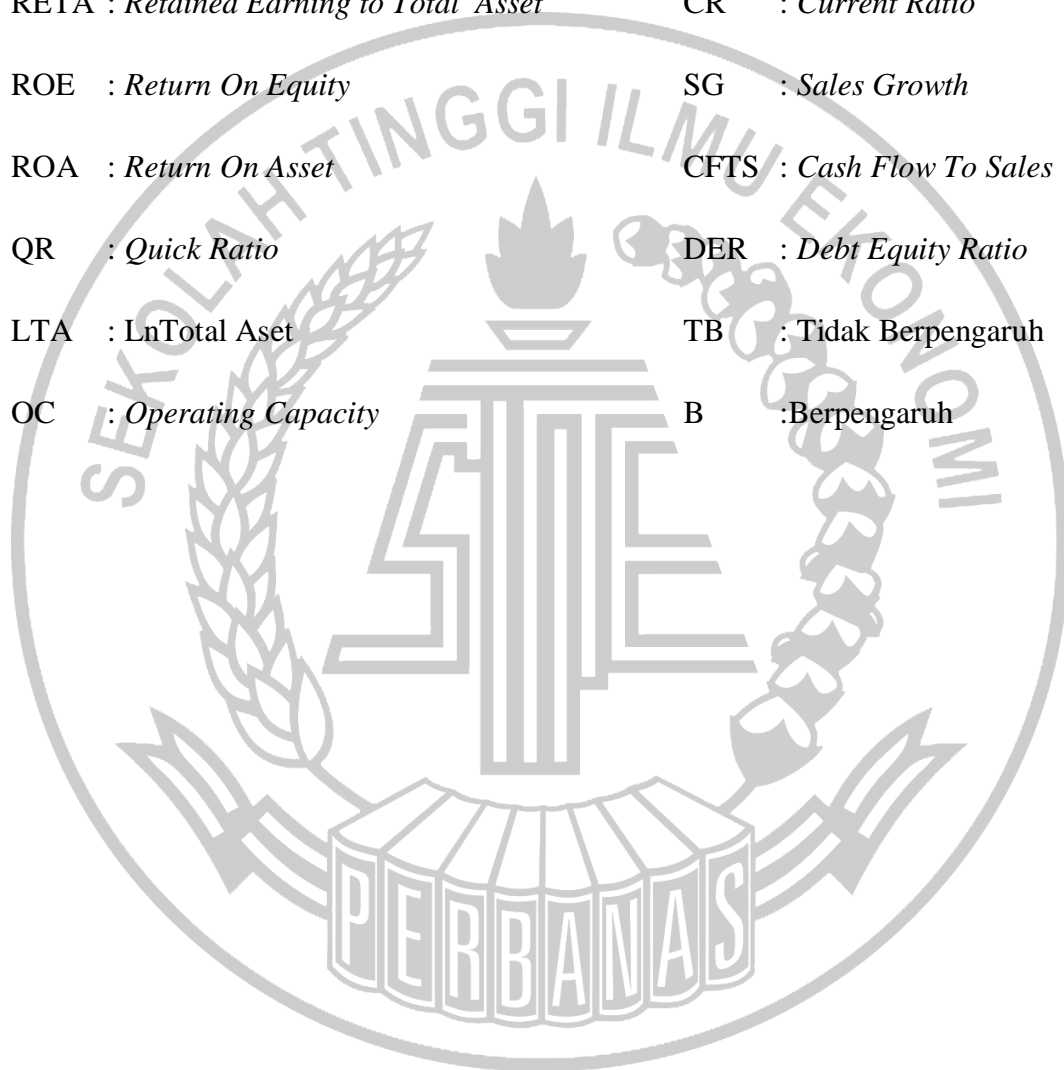 RETA : Retained Earning to Total Asset CR : Current Ratio
ROE : Return On Equity SG : Sales Growth
ROA : Return On Asset CFTS : Cash Flow To Sales
QR : Quick Ratio DER : Debt Equity Ratio
LTA : LnTotal Aset TB : Tidak Berpengaruh
OC : Operating Capacity B :Berpengaruh
SEKOLAH TINGGI ILMU EKONOMI
STIE
PERBANAS